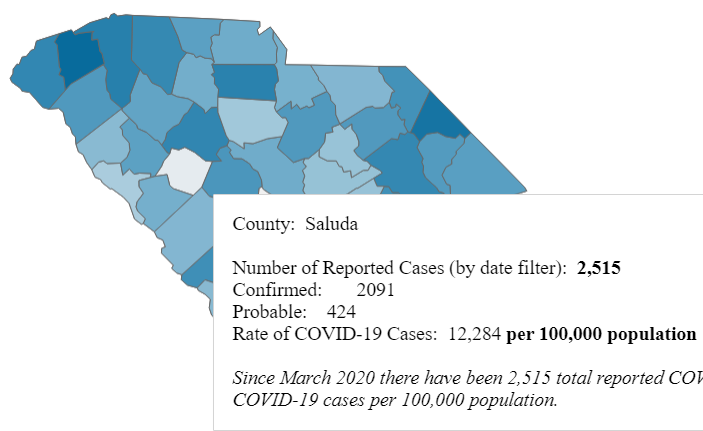 County: Saluda
Number of Reported Cases (by date filter): 2,515
Confirmed: 2091
Probable: 424
Rate of COVID-19 Cases: 12,284 per 100,000 population
Since March 2020 there have been 2,515 total reported
COVID-19 cases per 100,000 population.